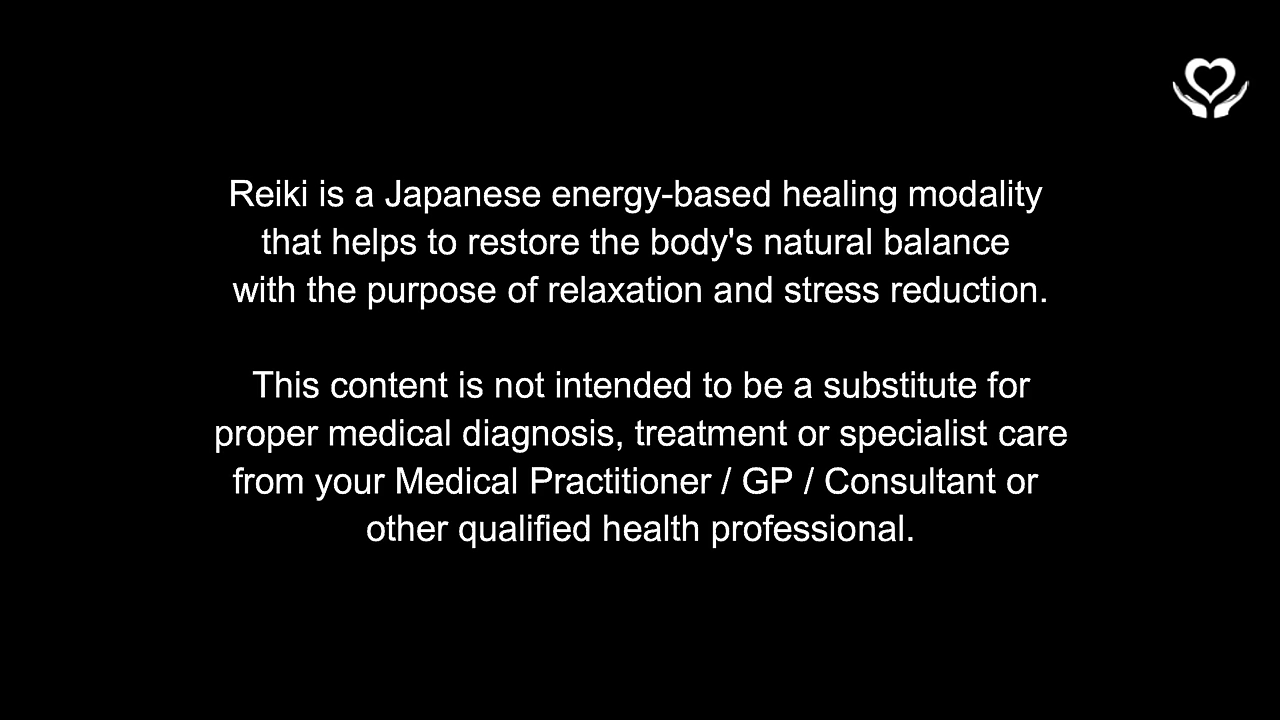 Reiki is a Japanese energy-based healing modality
that helps to restore the body's natural balance
with the purpose of relaxation and stress reduction.
This content is not intended to be a substitute for
proper medical diagnosis, treatment or specialist care
from your Medical Practitioner / GP / Consultant or
other qualified health professional.